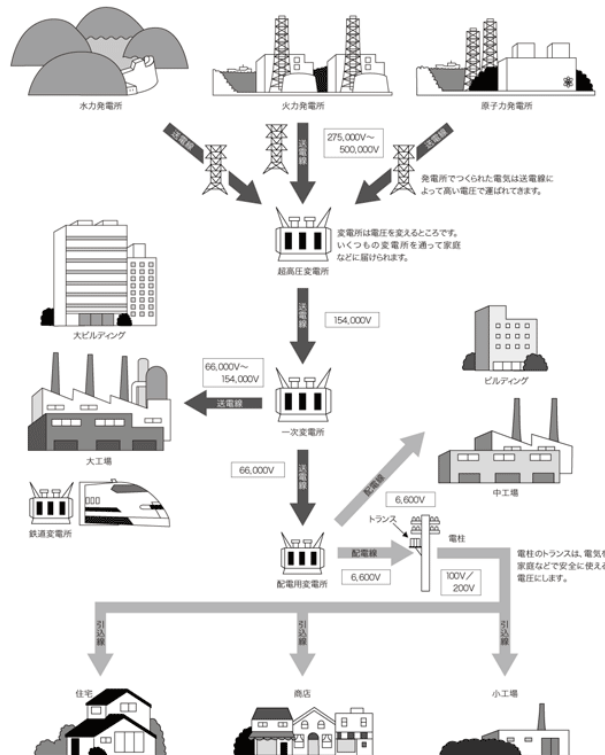 水力発電所
火力発電所
原子力発電所
送電線
送電線
送電線
275,000V～
500,000V
発電所でつくられた電気は送電線に
よって高い電圧で運ばれてきます。
変電所は電圧を変えるところです。
いくつもの変電所を通って家庭
などに届けられます。
超高圧変電所
送電線
154,000V
大ビルディング
ビルディング
66,000V～
154,000V
送電線
一次変電所
大工場
66,000V
送電線
配電線
中工場
鉄道変電所
6,600V
トランス
電柱
配電線
配電用変電所
6,600V
100V／
200V
電柱のトランスは、電気を
家庭などで安全に使える
電圧にします。
引込線
引込線
引込線
住宅
商店
小工場